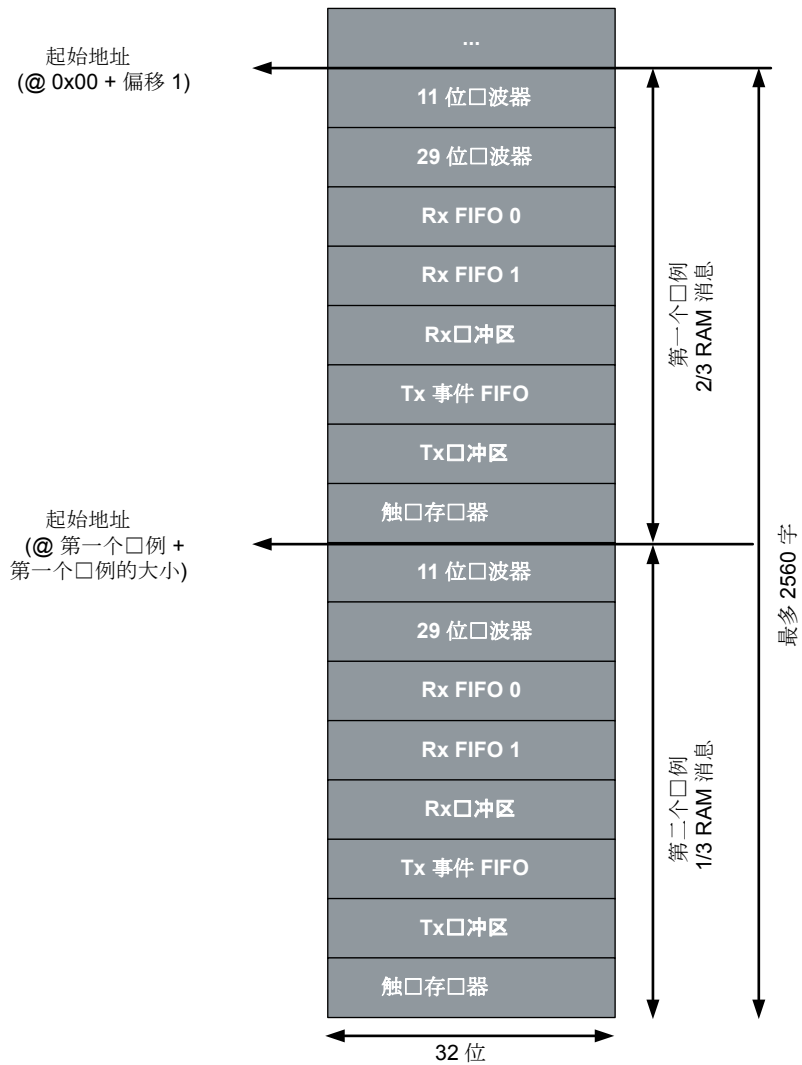 ...
起始地址
(@ 0x00 + 偏移 1)
11 位□波器
29 位□波器
Rx FIFO 0
Rx FIFO 1
Rx□冲区
Tx 事件 FIFO
Tx□冲区
触□存□器
第一个□例
2/3 RAM 消息
起始地址
(@ 第一个□例 +
第一个□例的大小)
11 位□波器
29 位□波器
Rx FIFO 0
Rx FIFO 1
Rx□冲区
Tx 事件 FIFO
Tx□冲区
触□存□器
第二个□例
1/3 RAM 消息
最多 2560 字
32 位